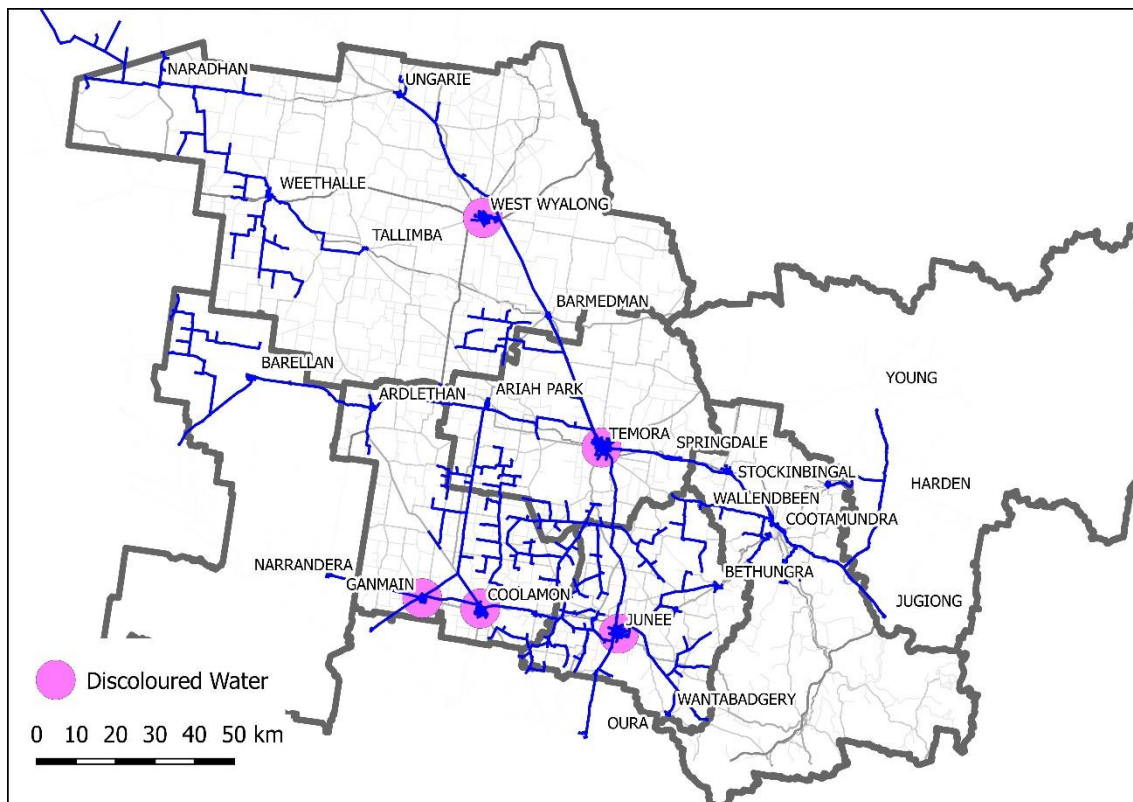 NARADHAN
UNGARIE
WEETHALLE
WEST WYALONG
TALLIMBA
BARMEDMAN
BARELLAN
ARDLETHAN
ARIAH PARK
YOUNG
TEMORA
SPRINGDALE
STOCKINBINGAL
HARDEN
WALLENDBEEN
COOTAMUNDRA
NARRANDERA
GANMAIN
COOLAMON
BETHUNGRA
JUGIONG
JUNEE
Discoloured Water
WANTABADGERY
OURA
0 10 20 30 40 50 km